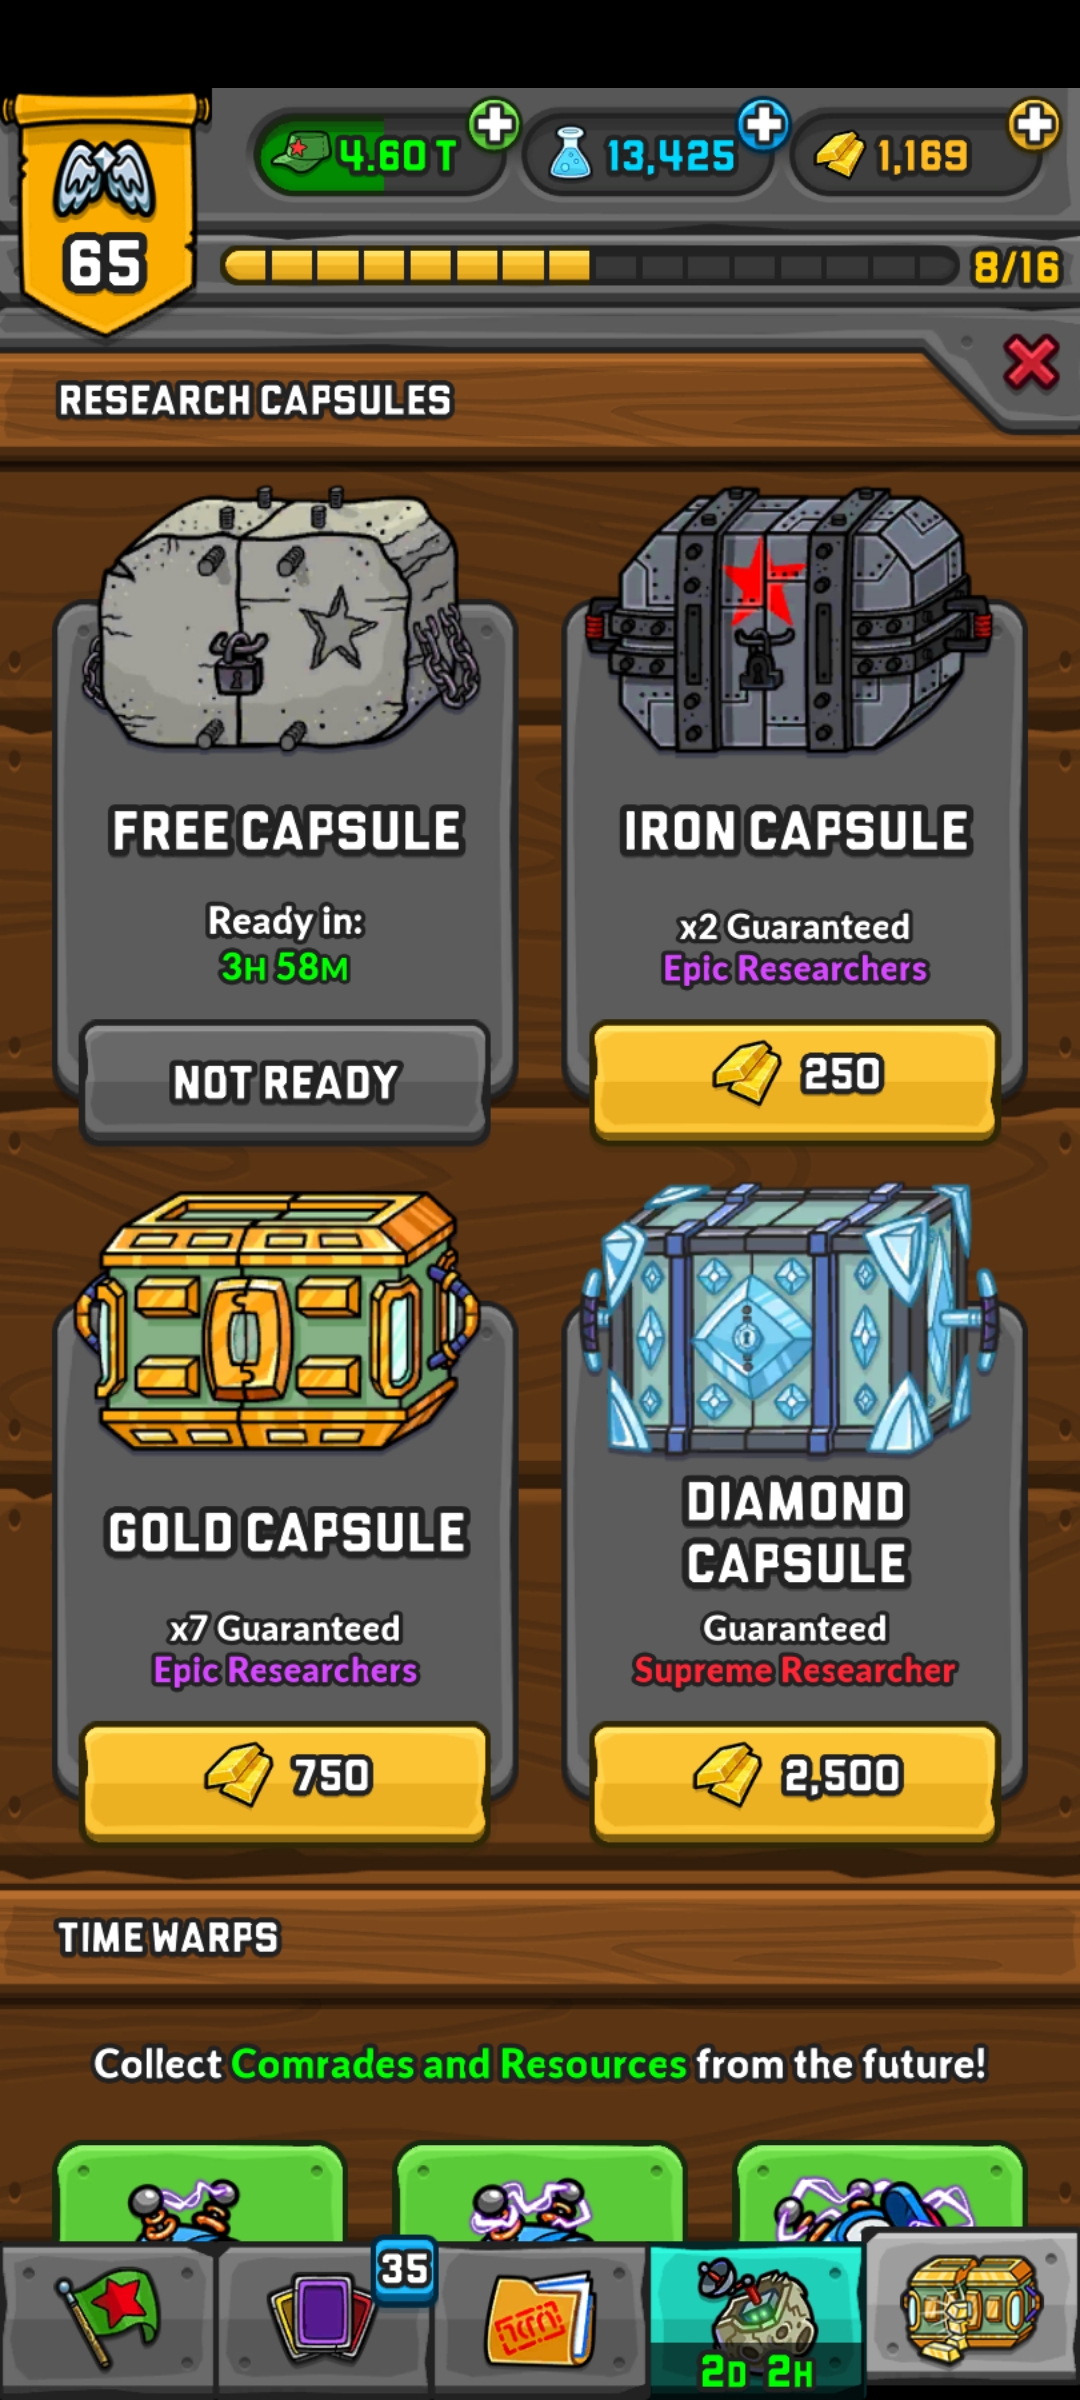 65
4.60 T
13,425
1,169
8/16
RESEARCH CAPSULES
FREE CAPSULE
Ready in:
3H 58M
NOT READY
IRON CAPSULE
x2 Guaranteed
Epic Researchers
250
GOLD CAPSULE
x7 Guaranteed
Epic Researchers
750
DIAMOND
CAPSULE
Guaranteed
Supreme Researcher
2,500
TIME WARPS
Collect Comrades and Resources from the future!
35
2D 2H